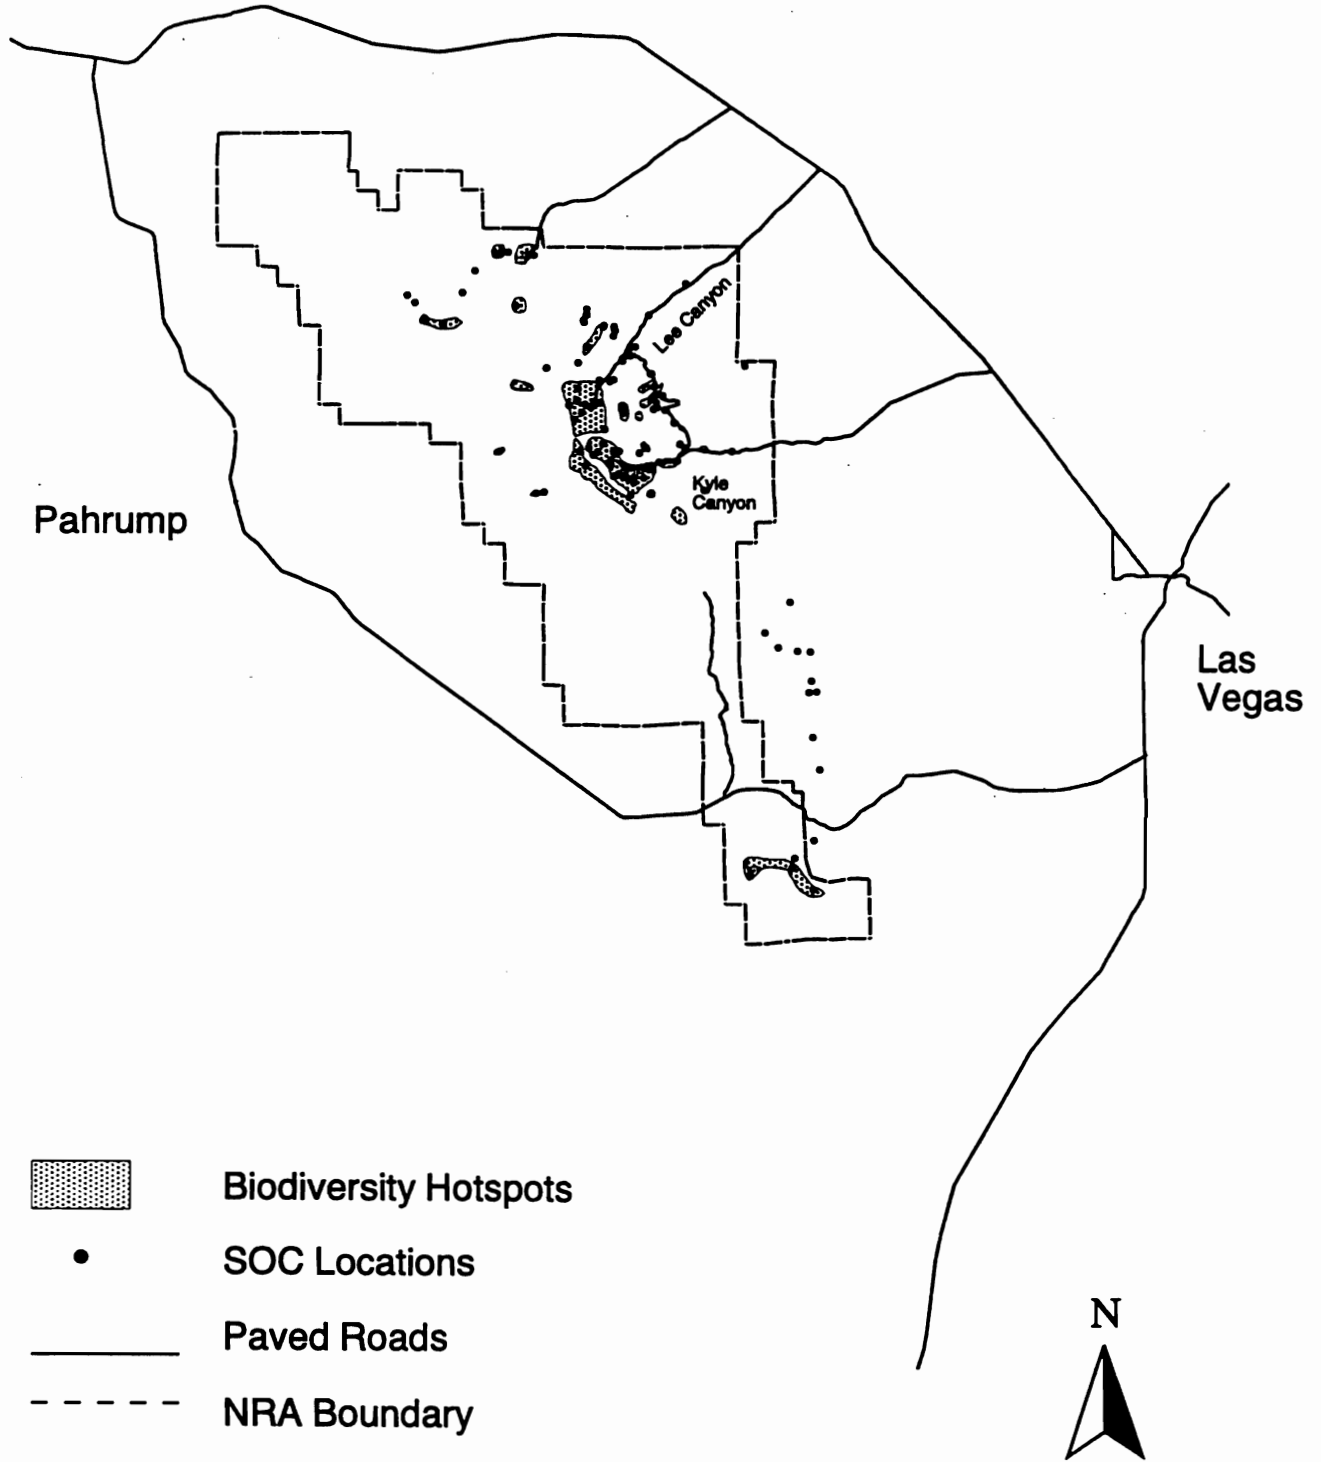 Lee Canyon
Kyle
Canyon
Pahrump
Las
Vegas
Biodiversity Hotspots
SOC Locations
Paved Roads
NRA Boundary
N